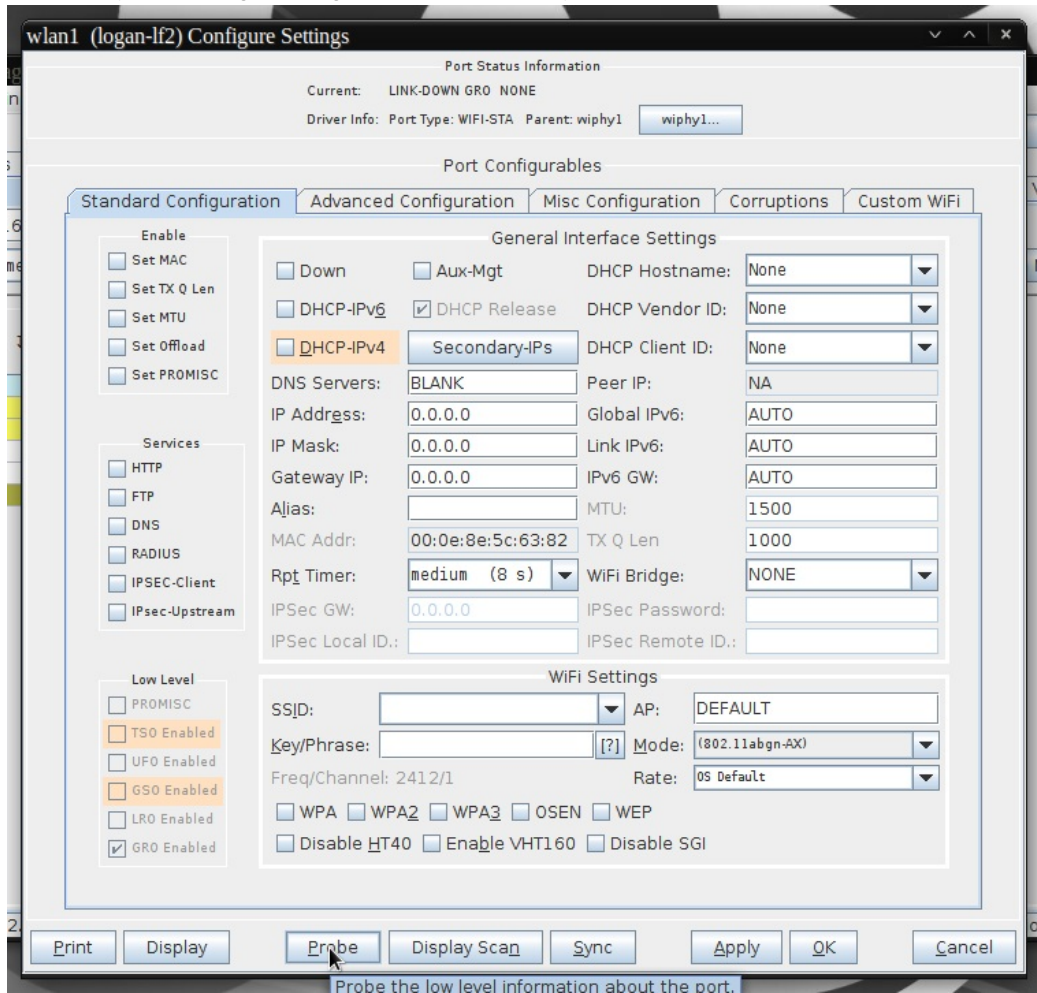 wlan1 (logan-lf2) Configure Settings
Port Status Information
Current: LINK-DOWN GRO NONE
Driver Info: Port Type: WIFI-STA Parent: wiphy1 wiphy1...
Port Configurables
Standard Configuration Advanced Configuration Misc Configuration Corruptions Custom WiFi
Enable
Set MAC
Set TX Q Len
Set MTU
Set Offload
Set PROMISC
Services
HTTP
FTP
DNS
RADIUS
IPSEC-Client
IPsec-Upstream
Low Level
PROMISC
TSO Enabled
UFO Enabled
GSO Enabled
LRO Enabled
GRO Enabled
General Interface Settings
Down Aux-Mgt DHCP Hostname: None
DHCP-IPv6 DHCP Release DHCP Vendor ID: None
DHCP-IPv4 Secondary-IPs DHCP Client ID: None
DNS Servers: BLANK Peer IP: NA
IP Address: 0.0.0.0 Global IPv6: AUTO
IP Mask: 0.0.0.0 Link IPv6: AUTO
Gateway IP: 0.0.0.0 IPv6 GW: AUTO
Alias: MTU: 1500
MAC Addr: 00:0e:8e:5c:63:82 TX Q Len 1000
Rpt Timer: medium (8 s) WiFi Bridge: NONE
IPSec GW: 0.0.0.0 IPSec Password:
IPSec Local ID.: IPSec Remote ID.:
WiFi Settings
SSID: AP: DEFAULT
Key/Phrase: [?] Mode: (802.11abgn-AX)
Freq/Channel: 2412/1 Rate: OS Default
WPA WPA2 WPA3 OSEN WEP
Disable HT40 Enable VHT160 Disable SGI
Print Display Probe Display Scan Sync Apply OK Cancel
Probe the low level information about the port.